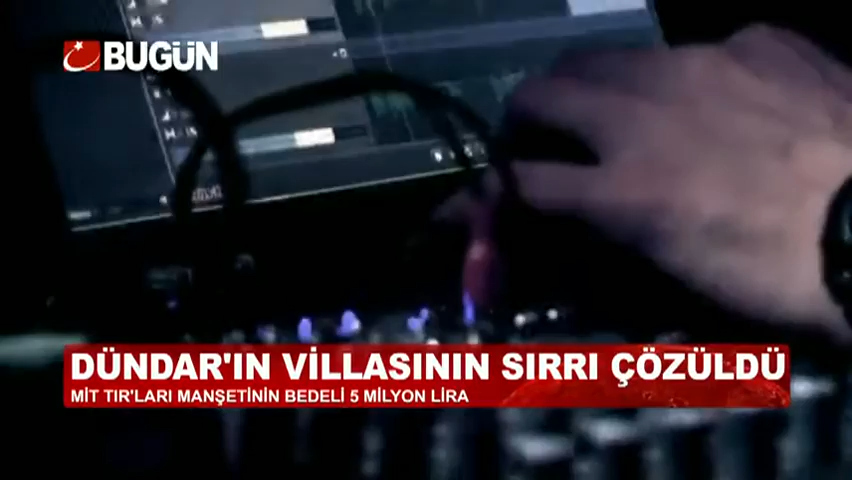 BUGÜN
DÜNDAR'IN VİLLASININ SIRRI ÇÖZÜLDÜ
MİT TIR'LARI MANŞETİNİN BEDELİ 5 MİLYON LİRA